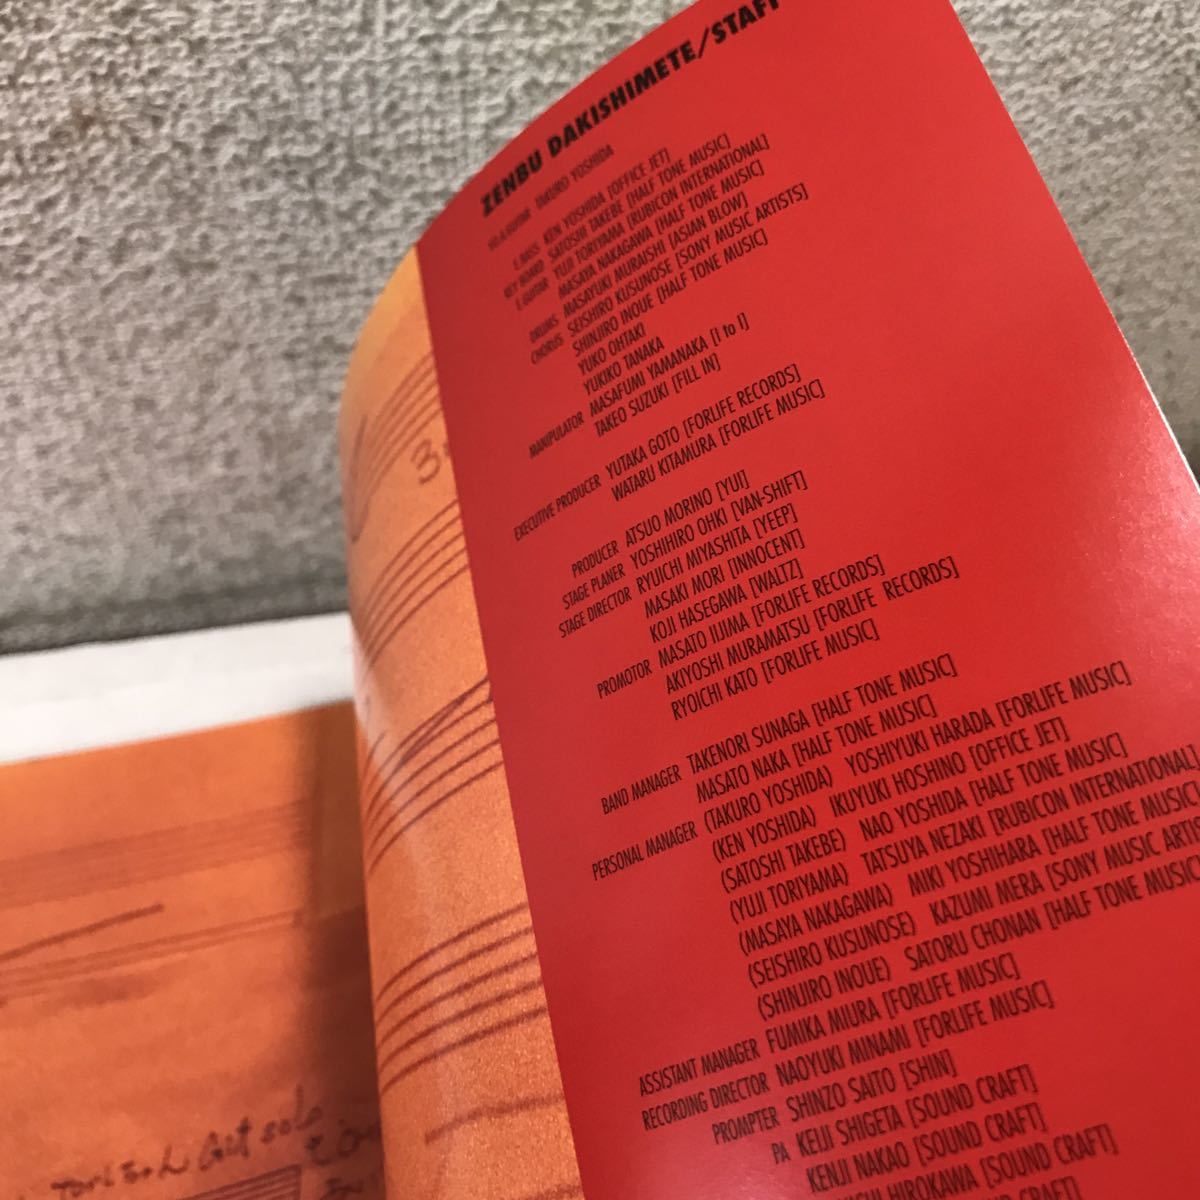 ZENBU DAKISHIMETE/STAFF
VO.&GUITAR TAKURO YOSHIDA
E.BASS KEN YOSHIDA [OFFICE JET]
KEY BOARD SATOSHI TAKEBE [HALF TONE MUSIC]
E.GUITAR YUJI TORIYAMA [RUBICON INTERNATIONAL]
MASAYA NAKAGAWA [HALF TONE MUSIC]
DRUMS MASAYUKI MURAISHI [ASIAN BLOW]
CHORUS SEISHIRO KUSUNOSE [SONY MUSIC ARTISTS]
SHINJIRO INOUE [HALF TONE MUSIC]
YUKO OHTAKI
YUKIKO TANAKA
MANIPULATOR MASAFUMI YAMANAKA [I to I]
TAKEO SUZUKI [FILL IN]
EXECUTIVE PRODUCER YUTAKA GOTO [FORLIFE RECORDS]
WATARU KITAMURA [FORLIFE MUSIC]
PRODUCER ATSUO MORINO [YUI]
STAGE PLANER YOSHIHIRO OHKI [VAN-SHIFT]
STAGE DIRECTOR RYUICHI MIYASHITA [YEEP]
MASAKI MORI [INNOCENT]
KOJI HASEGAWA [WALTZ]
PROMOTOR MASATO IIJIMA [FORLIFE RECORDS]
AKIYOSHI MURAMATSU [FORLIFE RECORDS]
RYOICHI KATO [FORLIFE MUSIC]
BAND MANAGER TAKENORI SUNAGA [HALF TONE MUSIC]
MASATO NAKA [HALF TONE MUSIC]
PERSONAL MANAGER (TAKURO YOSHIDA) YOSHIYUKI HARADA [FORLIFE MUSIC]
(KEN YOSHIDA) IKUYUKI HOSHINO [OFFICE JET]
(SATOSHI TAKEBE) NAO YOSHIDA [HALF TONE MUSIC]
(YUJI TORIYAMA) TATSUYA NEZAKI [RUBICON INTERNATIONAL]
(MASAYA NAKAGAWA) MIKI YOSHIHARA [HALF TONE MUSIC
(SEISHIRO KUSUNOSE) KAZUMI MERA [SONY MUSIC ARTIS
(SHINJIRO INOUE) SATORU CHONAN [HALF TONE MUSIC
ASSISTANT MANAGER FUMIKA MIURA [FORLIFE MUSIC]
RECORDING DIRECTOR NAOYUKI MINAMI [FORLIFE MUSIC]
PROMPTER SHINZO SAITO [SHIN]
PA KEIJI SHIGETA [SOUND CRAFT]
KENJI NAKAO [SOUND CRAFT]
HIROKAWA [SOUND CRAFT]
3
Gut solo